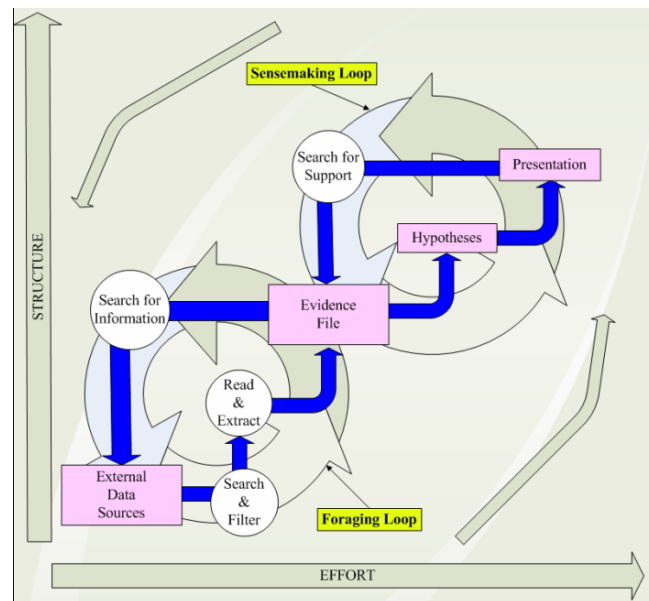 Sensemaking Loop
Search for
Support
Presentation
Hypotheses
STRUCTURE
Search for
Information
Evidence
File
Read
&
Extract
External
Data
Sources
Search
&
Filter
Foraging Loop
EFFORT